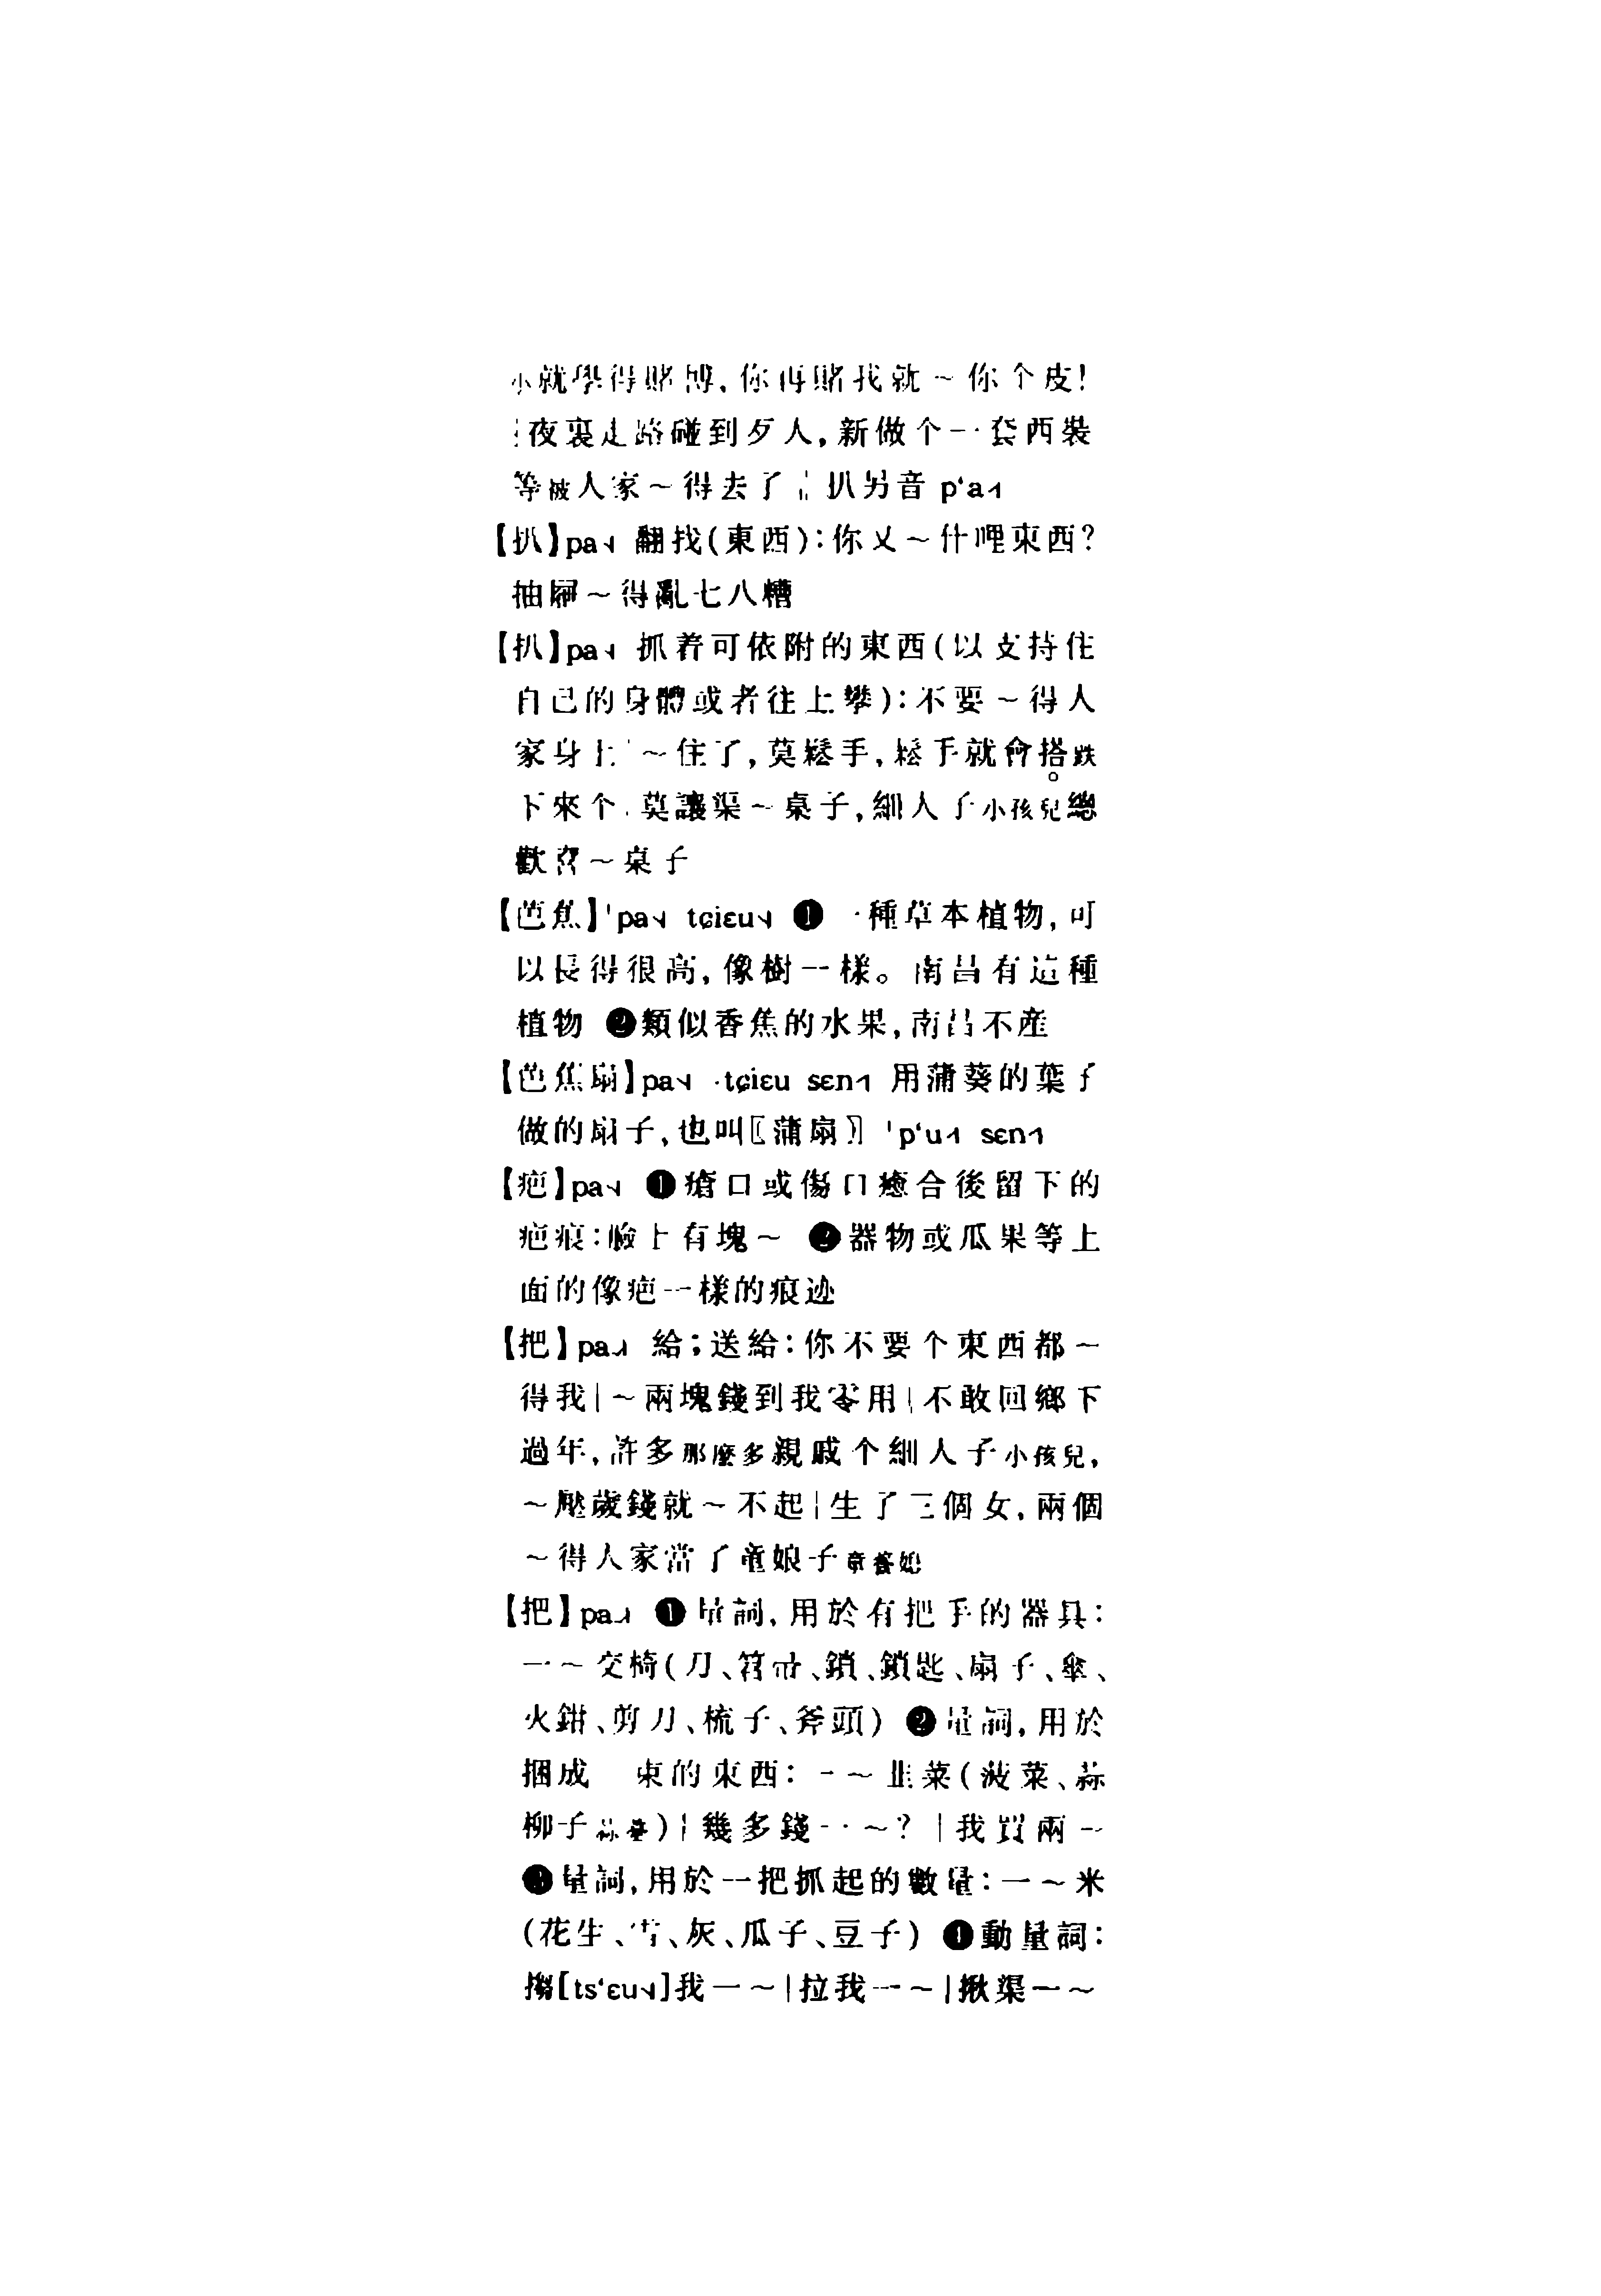 小就學得賭博,你再賭我就～你个皮!
|夜裏走路碰到歹人,新做个一套西裝
等被人家～得去了‖扒另音 p‘a˧
【扒】pa˨ 翻找(東西):你又～什哩東西?
抽屜～得亂七八糟
【扒】pa˨ 抓着可依附的東西(以支持住
自己的身體或者往上攀):不要～得人
家身上|～住了,莫鬆手,鬆手就會搭跌
下來个|莫讓渠～桌子,細人子小孩兒總
歡喜～桌子
【芭蕉】ˈpa˨ tɕiɛu˨ ❶一種草本植物,可
以長得很高,像樹一樣。南昌有這種
植物 ❷類似香蕉的水果,南昌不產
【芭蕉扇】pa˨ ·tɕiɛu sɛn˧ 用蒲葵的葉子
做的扇子,也叫〖蒲扇〗ˈp‘u˧ sɛn˧
【疤】pa˨ ❶瘡口或傷口癒合後留下的
疤痕:臉上有塊～ ❷器物或瓜果等上
面的像疤一樣的痕迹
【把】pa˩ 給;送給:你不要个東西都～
得我|～兩塊錢到我零用|不敢回鄉下
過年,許多那麼多親戚个細人子小孩兒,
～壓歲錢就～不起|生了三個女,兩個
～得人家當了童娘子童養媳
【把】pa˩ ❶量詞,用於有把手的器具:
一～交椅(刀、笤帚、鎖、鎖匙、扇子、傘、
火鉗、剪刀、梳子、斧頭) ❷量詞,用於
捆成 束的東西:一～韭菜(菠菜、蒜
柳子蒜薹)|幾多錢一～?|我買兩～
❸量詞,用於一把抓起的數量:一～米
(花生、雪、灰、瓜子、豆子) ❹動量詞:
搊[ts‘ɛu˨]我一～|拉我一～|揪渠一～